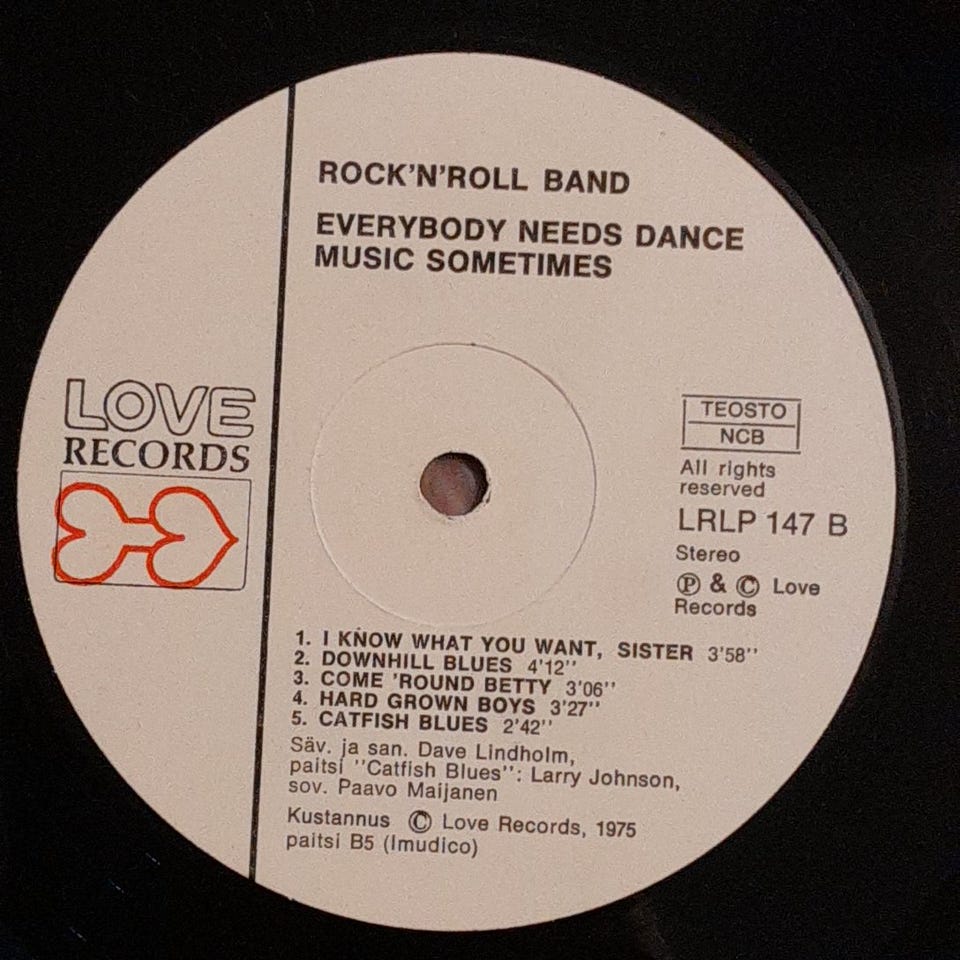 ROCK'N'ROLL BAND
EVERYBODY NEEDS DANCE
MUSIC SOMETIMES
LOVE
RECORDS
TEOSTO
NCB
All rights
reserved
LRLP 147 B
Stereo
Ⓟ & © Love
Records
1. I KNOW WHAT YOU WANT, SISTER 3'58''
2. DOWNHILL BLUES 4'12''
3. COME 'ROUND BETTY 3'06''
4. HARD GROWN BOYS 3'27''
5. CATFISH BLUES 2'42''
Säv. ja san. Dave Lindholm,
paitsi ''Catfish Blues'': Larry Johnson,
sov. Paavo Maijanen
Kustannus © Love Records, 1975
paitsi B5 (Imudico)